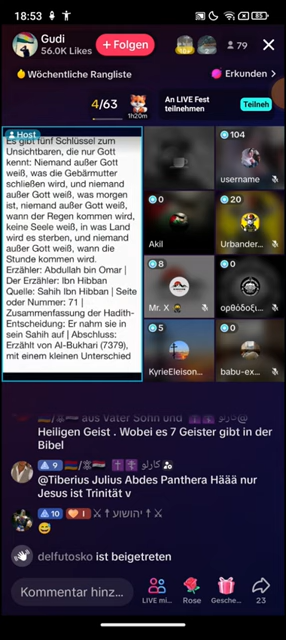 18:53
85
Gudi
56.0K Likes
+ Folgen
79
Wöchentliche Rangliste
Erkunden >
4/63
1h20m
An LIVE Fest
teilnehmen
Teilneh
Host
Es gibt fünf Schlüssel zum
Unsichtbaren, die nur Gott
kennt: Niemand außer Gott
weiß, was die Gebärmutter
schließen wird, und niemand
außer Gott weiß, was morgen
ist, niemand außer Gott weiß,
wann der Regen kommen wird,
keine Seele weiß, in was Land
wird es sterben, und niemand
außer Gott weiß, wann die
Stunde kommen wird.
Erzähler: Abdullah bin Omar |
Der Erzähler: Ibn Hibban
Quelle: Sahih Ibn Hibban | Seite
oder Nummer: 71 |
Zusammenfassung der Hadith-
Entscheidung: Er nahm sie in
sein Sahih auf | Abschluss:
Erzählt von Al-Bukhari (7379),
mit einem kleinen Unterschied
104
username
0
Akil
20
Urbander...
8
Mr. X
0
ορθόδοξι...
5
KyrieEleison...
0
babu-ex...
aus Vater Sohn und
Heiligen Geist . Wobei es 7 Geister gibt in der
Bibel
9 كارلو
@Tiberius Julius Abdes Panthera Häää nur
Jesus ist Trinität v
10 I יהושוע
delfutosko ist beigetreten
Kommentar hinz...
LIVE mi...
Rose
Gesche...
23